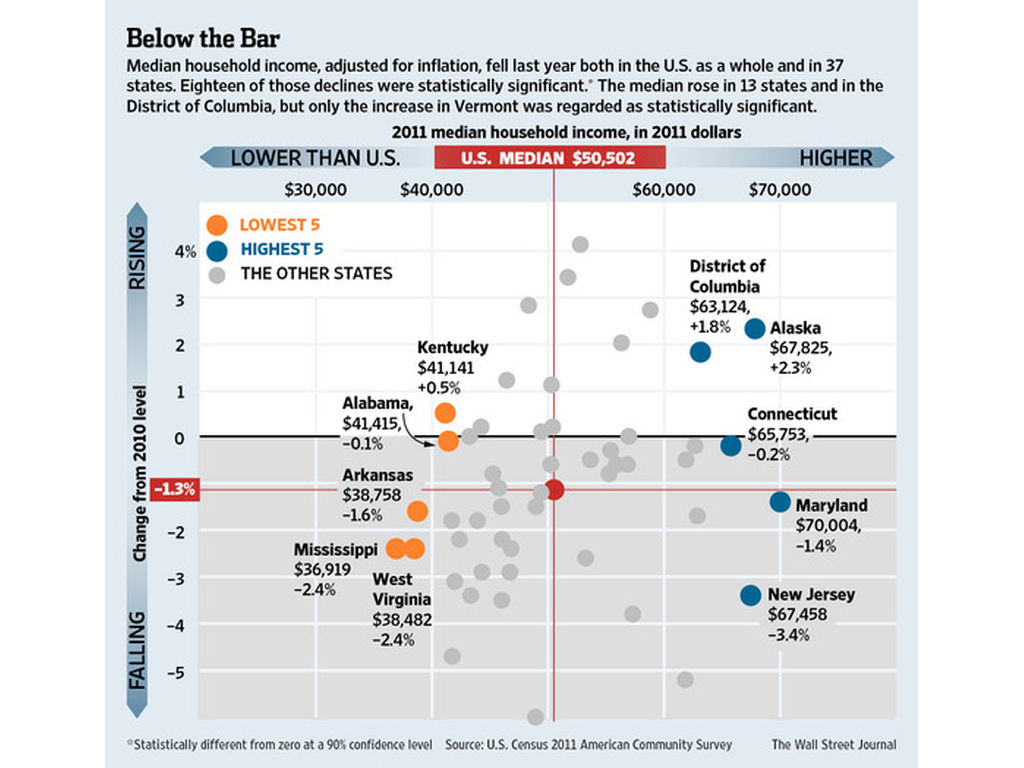 Below the Bar
Median household income, adjusted for inflation, fell last year both in the U.S. as a whole and in 37
states. Eighteen of those declines were statistically significant.* The median rose in 13 states and in the
District of Columbia, but only the increase in Vermont was regarded as statistically significant.
2011 median household income, in 2011 dollars
LOWER THAN U.S.
U.S. MEDIAN $50,502
HIGHER
$30,000
$40,000
$60,000
$70,000
RISING
Change from 2010 level
FALLING
4%
3
2
1
0
–1.3%
–2
–3
–4
–5
LOWEST 5
HIGHEST 5
THE OTHER STATES
District of
Columbia
$63,124,
+1.8%
Alaska
$67,825,
+2.3%
Kentucky
$41,141
+0.5%
Alabama,
$41,415,
–0.1%
Connecticut
$65,753,
–0.2%
Arkansas
$38,758
–1.6%
Maryland
$70,004,
–1.4%
Mississippi
$36,919
–2.4%
West
Virginia
$38,482
–2.4%
New Jersey
$67,458
–3.4%
*Statistically different from zero at a 90% confidence level
Source: U.S. Census 2011 American Community Survey
The Wall Street Journal